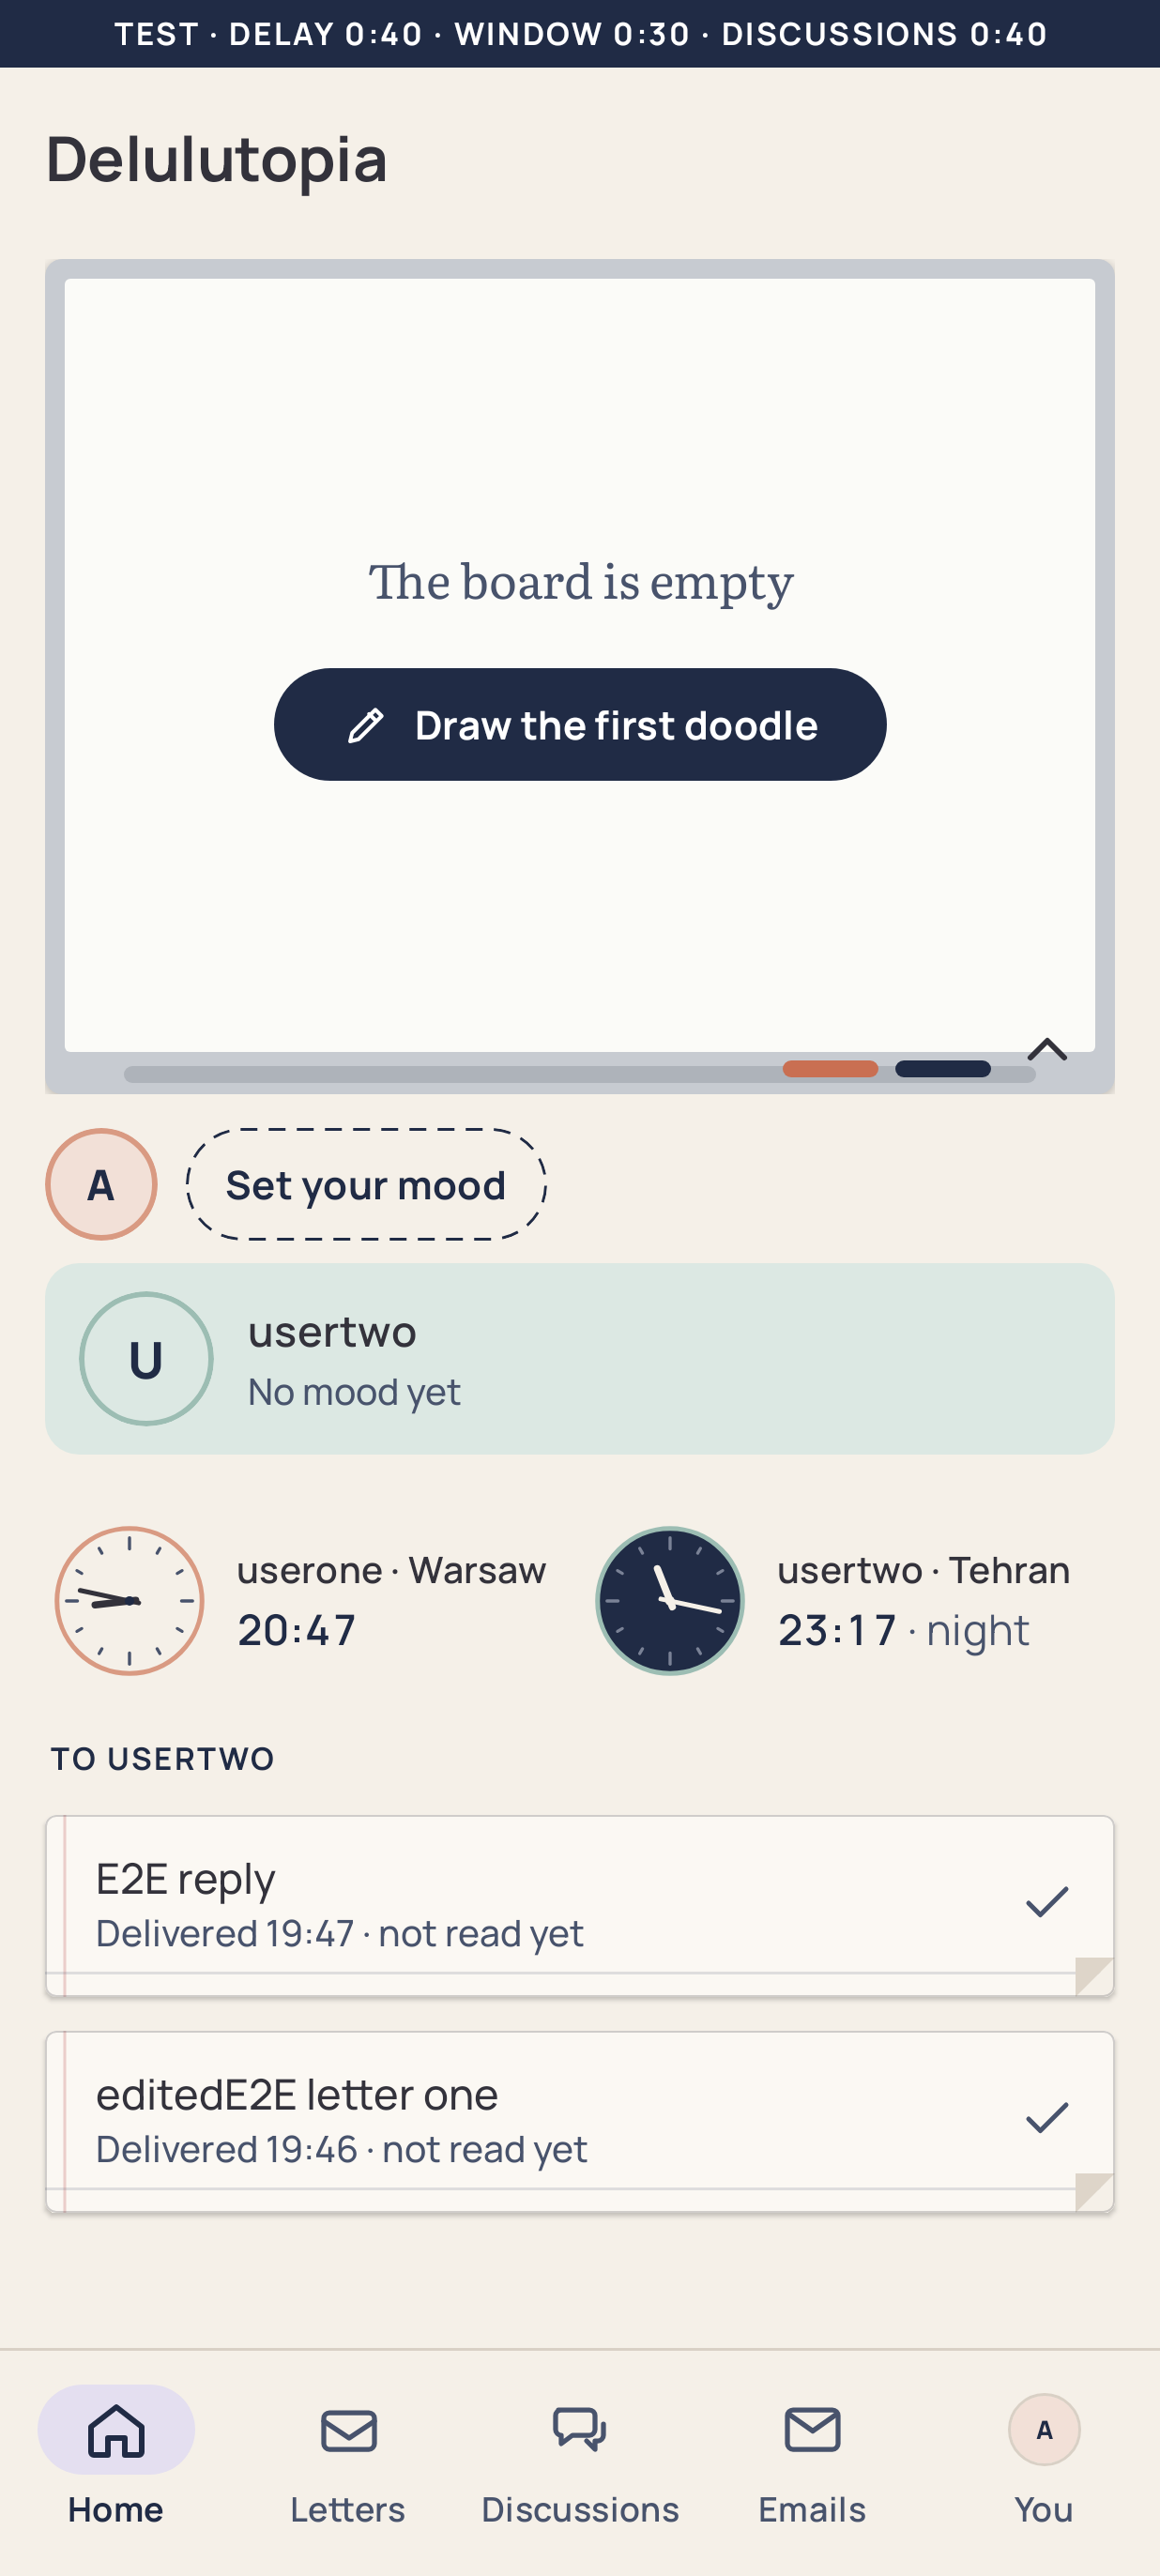 TEST · DELAY 0:40 · WINDOW 0:30 · DISCUSSIONS 0:40
Delulutopia
The board is empty
Draw the first doodle
A
Set your mood
U
usertwo
No mood yet
userone · Warsaw
20:47
usertwo · Tehran
23:17 · night
TO USERTWO
E2E reply
Delivered 19:47 · not read yet
editedE2E letter one
Delivered 19:46 · not read yet
A
Home
Letters
Discussions
Emails
You